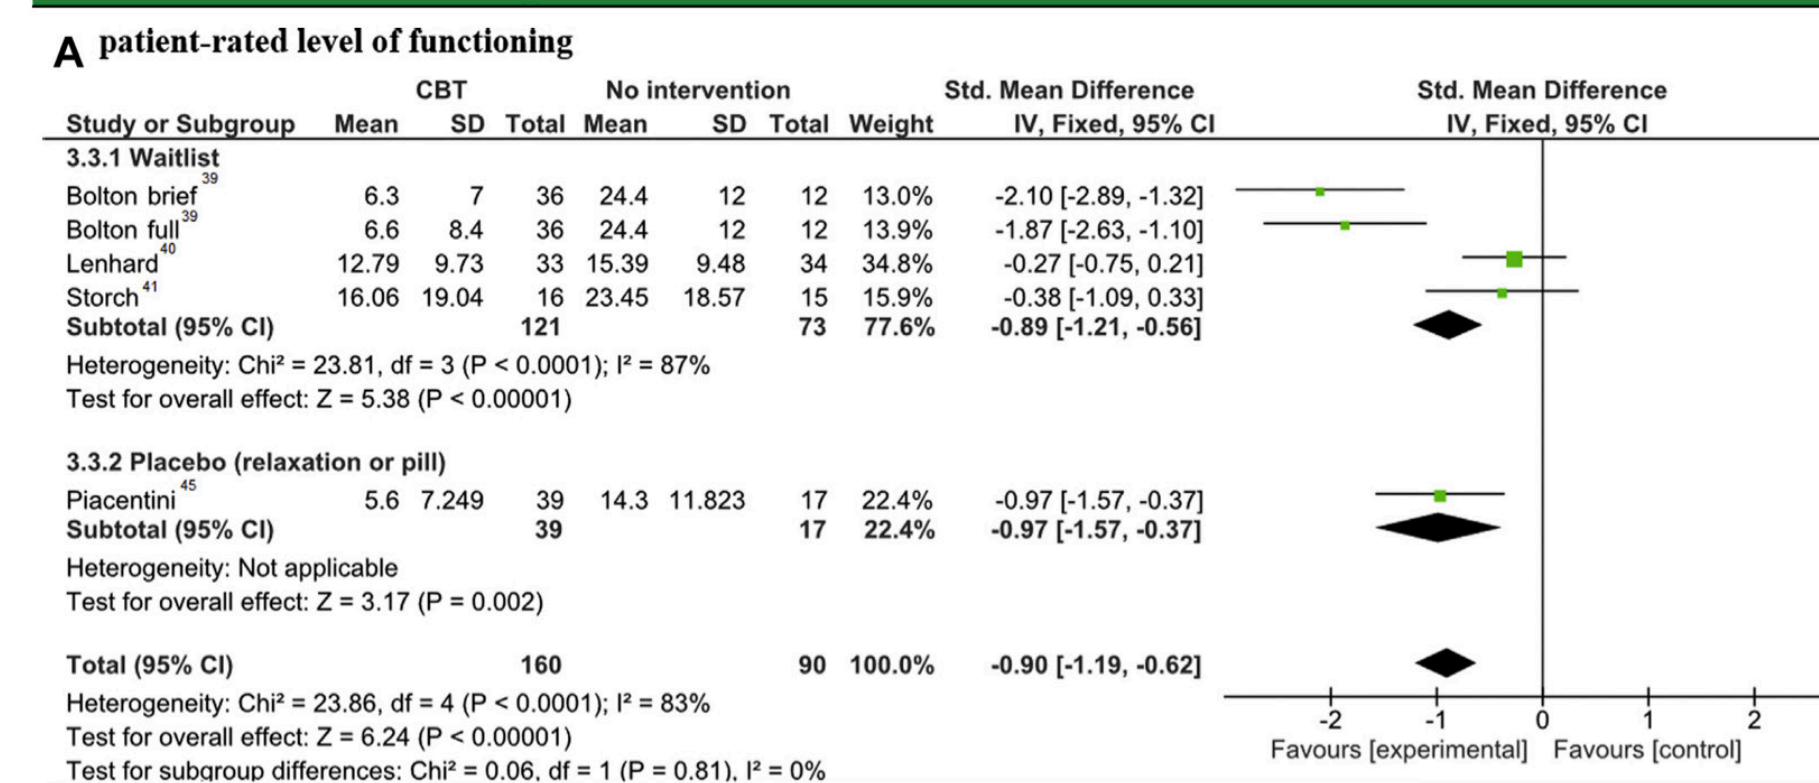 A patient-rated level of functioning
CBT No intervention Std. Mean Difference Std. Mean Difference
Study or Subgroup Mean SD Total Mean SD Total Weight IV, Fixed, 95% CI IV, Fixed, 95% CI
3.3.1 Waitlist
Bolton brief 39 6.3 7 36 24.4 12 12 13.0% -2.10 [-2.89, -1.32]
Bolton full 39 6.6 8.4 36 24.4 12 12 13.9% -1.87 [-2.63, -1.10]
Lenhard 40 12.79 9.73 33 15.39 9.48 34 34.8% -0.27 [-0.75, 0.21]
Storch 41 16.06 19.04 16 23.45 18.57 15 15.9% -0.38 [-1.09, 0.33]
Subtotal (95% CI) 121 73 77.6% -0.89 [-1.21, -0.56]
Heterogeneity: Chi² = 23.81, df = 3 (P < 0.0001); I² = 87%
Test for overall effect: Z = 5.38 (P < 0.00001)
3.3.2 Placebo (relaxation or pill)
Piacentini 45 5.6 7.249 39 14.3 11.823 17 22.4% -0.97 [-1.57, -0.37]
Subtotal (95% CI) 39 17 22.4% -0.97 [-1.57, -0.37]
Heterogeneity: Not applicable
Test for overall effect: Z = 3.17 (P = 0.002)
Total (95% CI) 160 90 100.0% -0.90 [-1.19, -0.62]
Heterogeneity: Chi² = 23.86, df = 4 (P < 0.0001); I² = 83%
Test for overall effect: Z = 6.24 (P < 0.00001)
Test for subgroup differences: Chi² = 0.06, df = 1 (P = 0.81), I² = 0%
-2 -1 0 1 2
Favours [experimental] Favours [control]